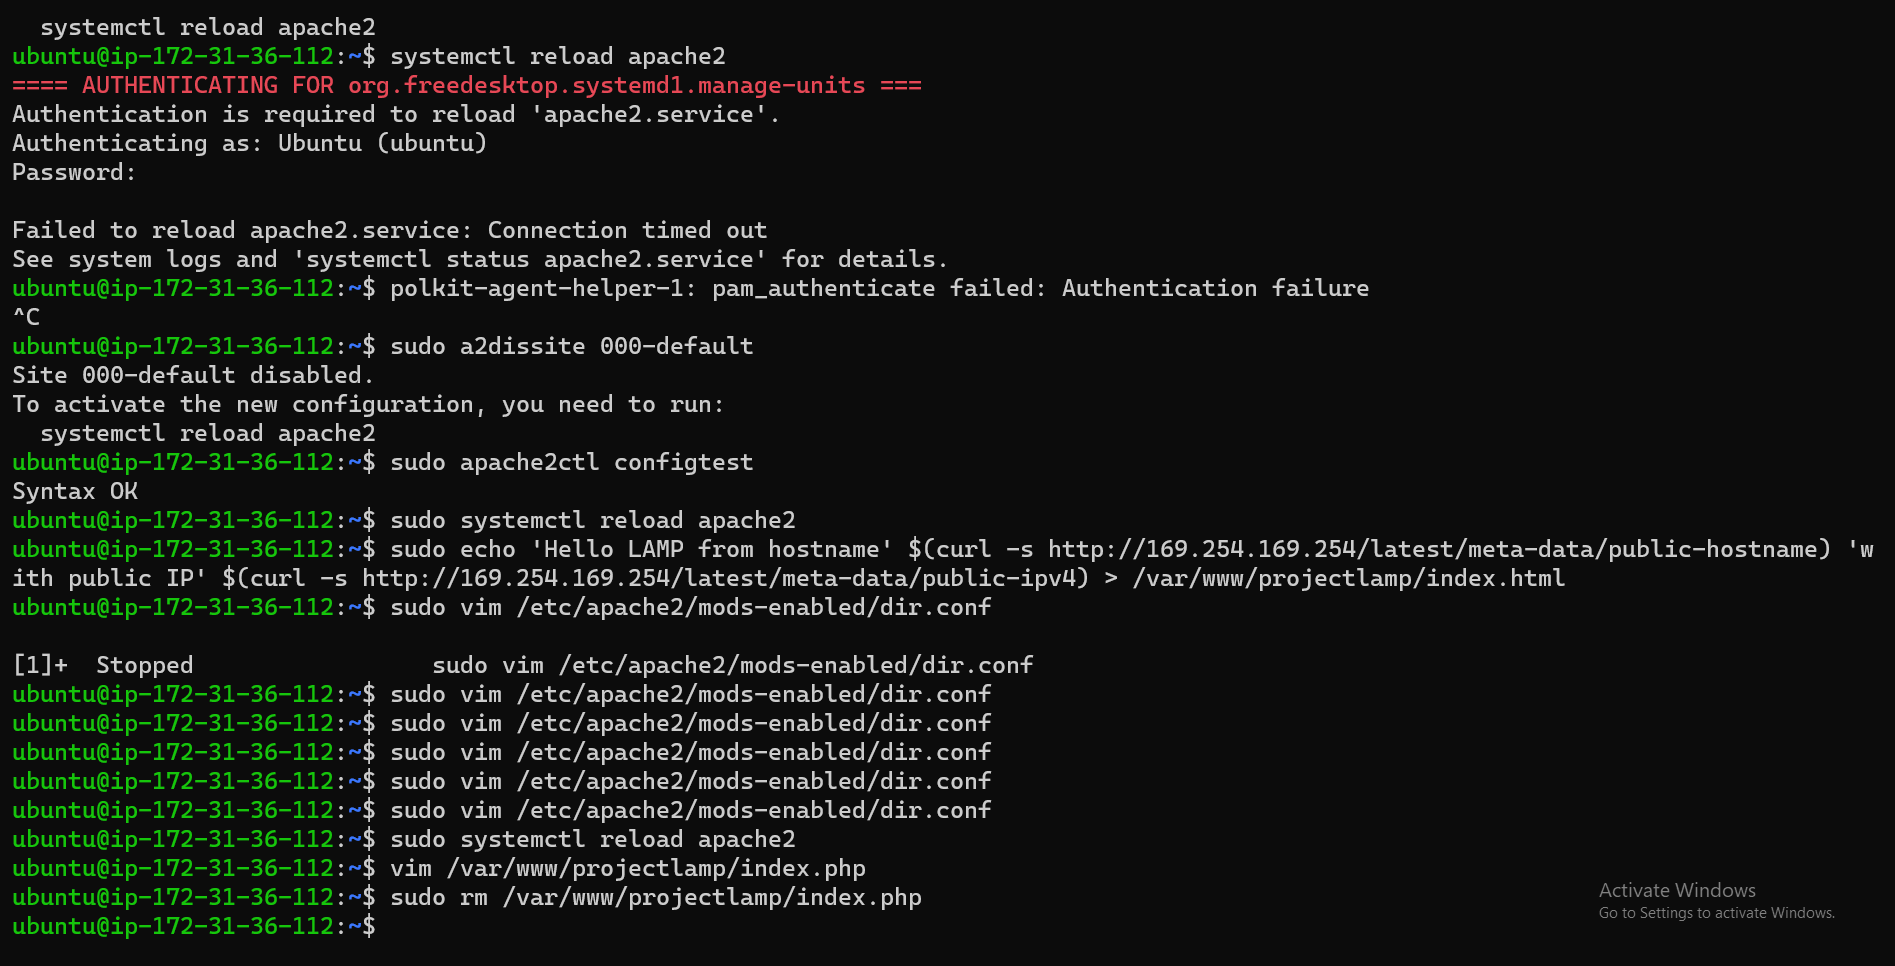 systemctl reload apache2
ubuntu@ip-172-31-36-112:~$ systemctl reload apache2
==== AUTHENTICATING FOR org.freedesktop.systemd1.manage-units ===
Authentication is required to reload 'apache2.service'.
Authenticating as: Ubuntu (ubuntu)
Password:
Failed to reload apache2.service: Connection timed out
See system logs and 'systemctl status apache2.service' for details.
ubuntu@ip-172-31-36-112:~$ polkit-agent-helper-1: pam_authenticate failed: Authentication failure
^C
ubuntu@ip-172-31-36-112:~$ sudo a2dissite 000-default
Site 000-default disabled.
To activate the new configuration, you need to run:
  systemctl reload apache2
ubuntu@ip-172-31-36-112:~$ sudo apache2ctl configtest
Syntax OK
ubuntu@ip-172-31-36-112:~$ sudo systemctl reload apache2
ubuntu@ip-172-31-36-112:~$ sudo echo 'Hello LAMP from hostname' $(curl -s http://169.254.169.254/latest/meta-data/public-hostname) 'w
ith public IP' $(curl -s http://169.254.169.254/latest/meta-data/public-ipv4) > /var/www/projectlamp/index.html
ubuntu@ip-172-31-36-112:~$ sudo vim /etc/apache2/mods-enabled/dir.conf
[1]+  Stopped                 sudo vim /etc/apache2/mods-enabled/dir.conf
ubuntu@ip-172-31-36-112:~$ sudo vim /etc/apache2/mods-enabled/dir.conf
ubuntu@ip-172-31-36-112:~$ sudo vim /etc/apache2/mods-enabled/dir.conf
ubuntu@ip-172-31-36-112:~$ sudo vim /etc/apache2/mods-enabled/dir.conf
ubuntu@ip-172-31-36-112:~$ sudo vim /etc/apache2/mods-enabled/dir.conf
ubuntu@ip-172-31-36-112:~$ sudo vim /etc/apache2/mods-enabled/dir.conf
ubuntu@ip-172-31-36-112:~$ sudo systemctl reload apache2
ubuntu@ip-172-31-36-112:~$ vim /var/www/projectlamp/index.php
ubuntu@ip-172-31-36-112:~$ sudo rm /var/www/projectlamp/index.php
ubuntu@ip-172-31-36-112:~$
Activate Windows
Go to Settings to activate Windows.